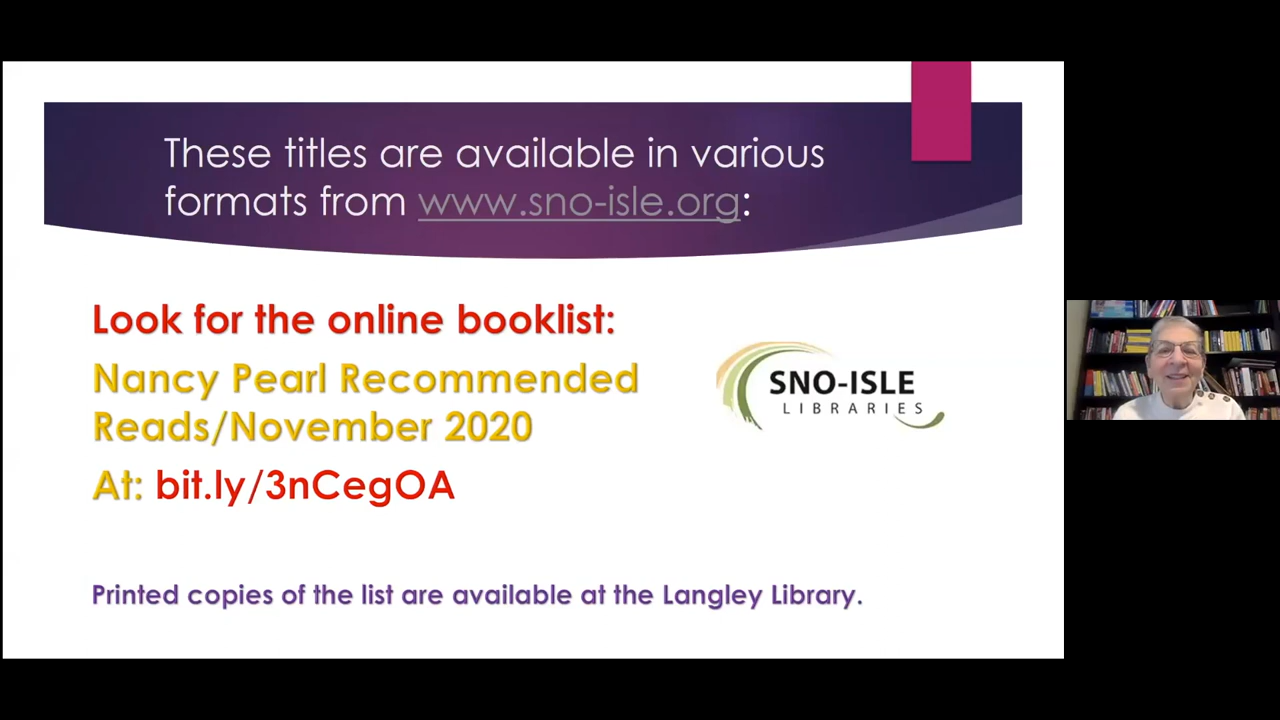 These titles are available in various
formats from www.sno-isle.org:
Look for the online booklist:
Nancy Pearl Recommended
Reads/November 2020
At: bit.ly/3nCegOA
SNO-ISLE
LIBRARIES
Printed copies of the list are available at the Langley Library.